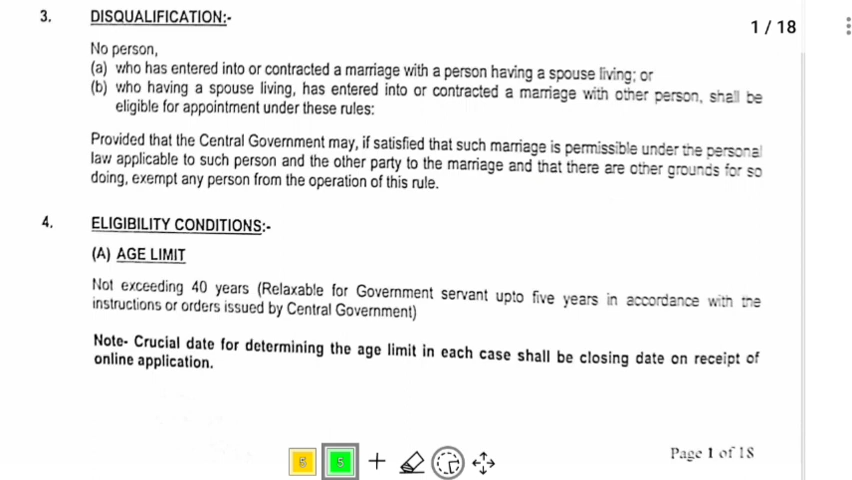 3. DISQUALIFICATION:-
1 / 18
No person,
(a) who has entered into or contracted a marriage with a person having a spouse living; or
(b) who having a spouse living, has entered into or contracted a marriage with other person, shall be
eligible for appointment under these rules:
Provided that the Central Government may, if satisfied that such marriage is permissible under the personal
law applicable to such person and the other party to the marriage and that there are other grounds for so
doing, exempt any person from the operation of this rule.
4. ELIGIBILITY CONDITIONS:-
(A) AGE LIMIT
Not exceeding 40 years (Relaxable for Government servant upto five years in accordance with the
instructions or orders issued by Central Government)
Note- Crucial date for determining the age limit in each case shall be closing date on receipt of
online application.
5
Page 1 of 18